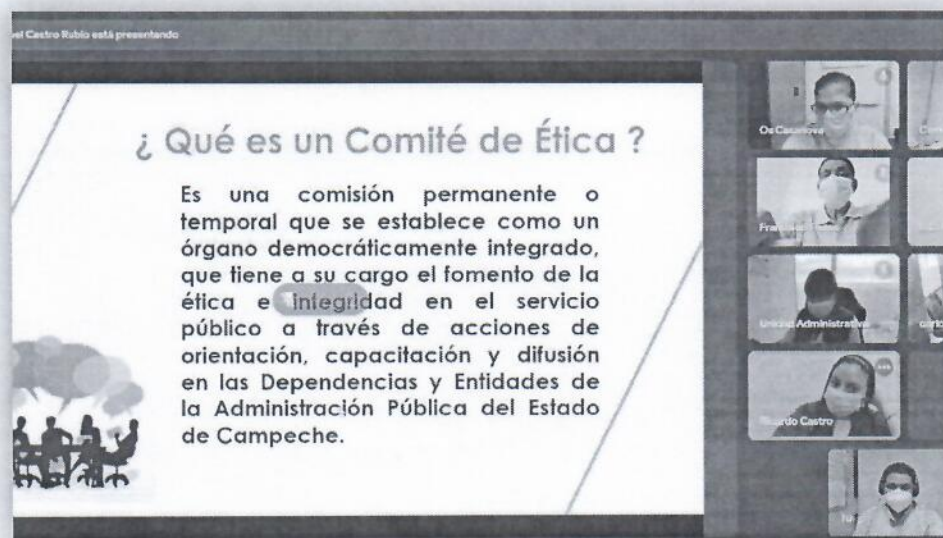 el Castro Rubio está presentando
¿ Qué es un Comité de Ética ?
Es una comisión permanente o
temporal que se establece como un
órgano democráticamente integrado,
que tiene a su cargo el fomento de la
ética e integridad en el servicio
público a través de acciones de
orientación, capacitación y difusión
en las Dependencias y Entidades de
la Administración Pública del Estado
de Campeche.
Os Casanova
Unidad Administrativa
Ricardo Castro